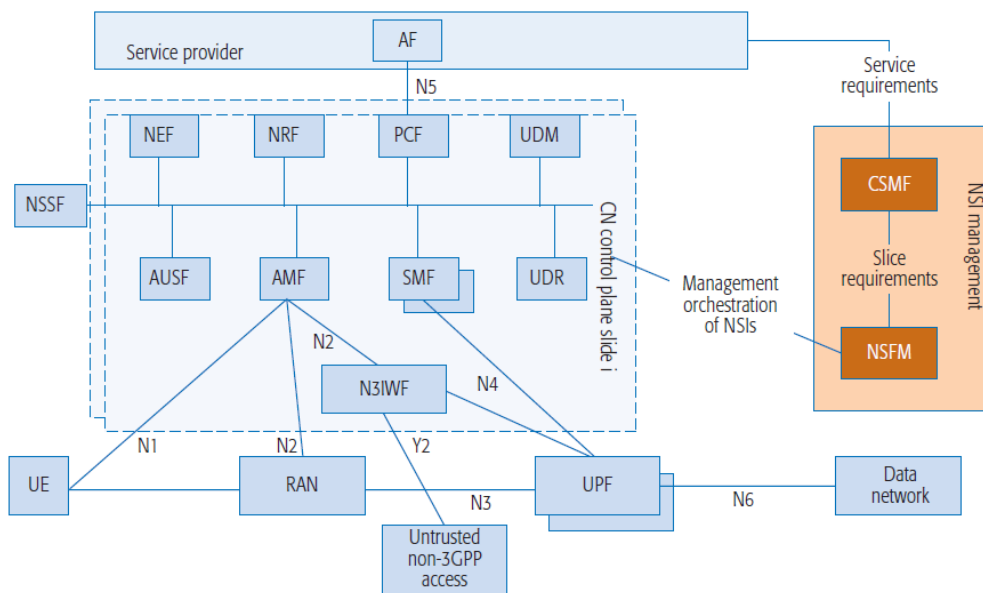 AF
Service provider
N5
Service
requirements
NEF
NRF
PCF
UDM
NSSF
CSMF
NSI management
CN control plane slide i
AUSF
AMF
SMF
UDR
Slice
requirements
Management
orchestration
of NSIs
N2
NSFM
N3IWF
N4
N1
N2
Y2
UE
RAN
N3
UPF
N6
Data
network
Untrusted
non-3GPP
access